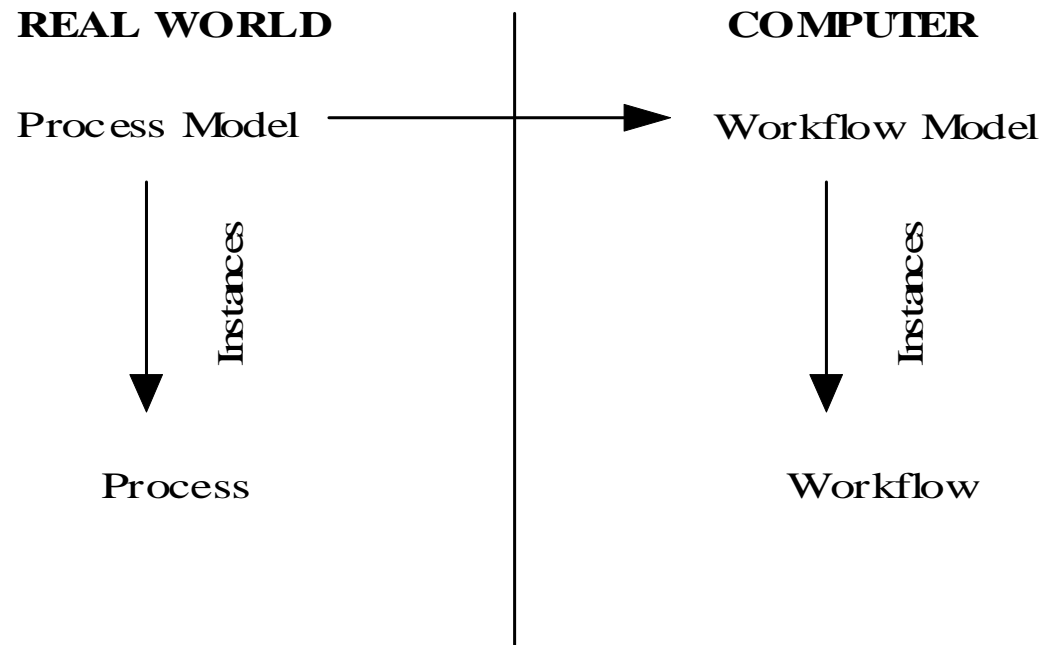 REAL WORLD
COMPUTER
Process Model
Workflow Model
Instances
Instances
Process
Workflow